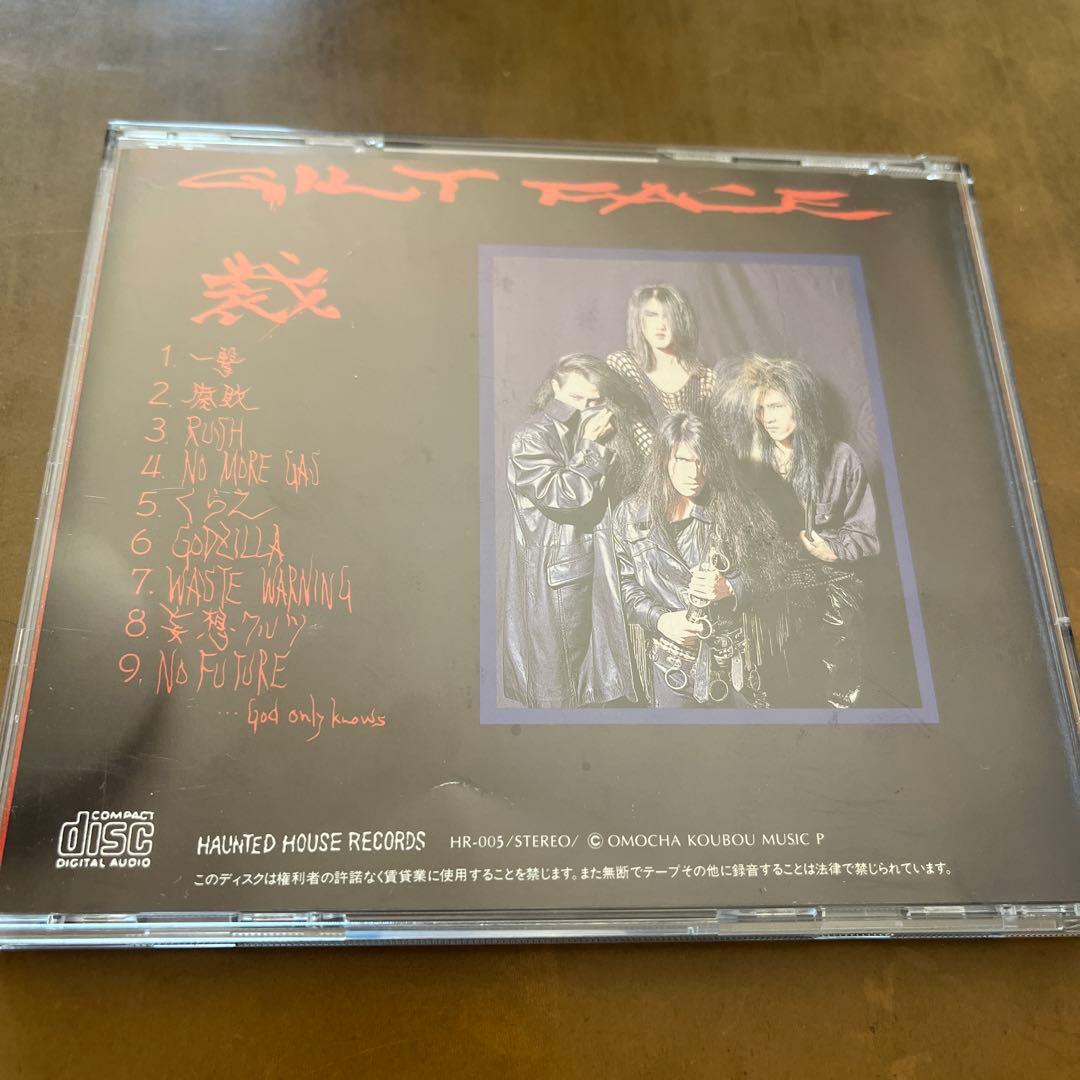 GILT FACE
裁
1. 一撃
2. 腐敗
3 RUSH
4. NO MORE GAS
5. くらえ
6 GODZILLA
7. WASTE WARNING
8. 妄想ワルツ
9. NO FUTURE
... God only knows
COMPACT
disc
DIGITAL AUDIO
HAUNTED HOUSE RECORDS HR-005/STEREO/ © OMOCHA KOUBOU MUSIC P
このディスクは権利者の許諾なく賃貸業に使用することを禁じます。また無断でテープその他に録音することは法律で禁じられています。